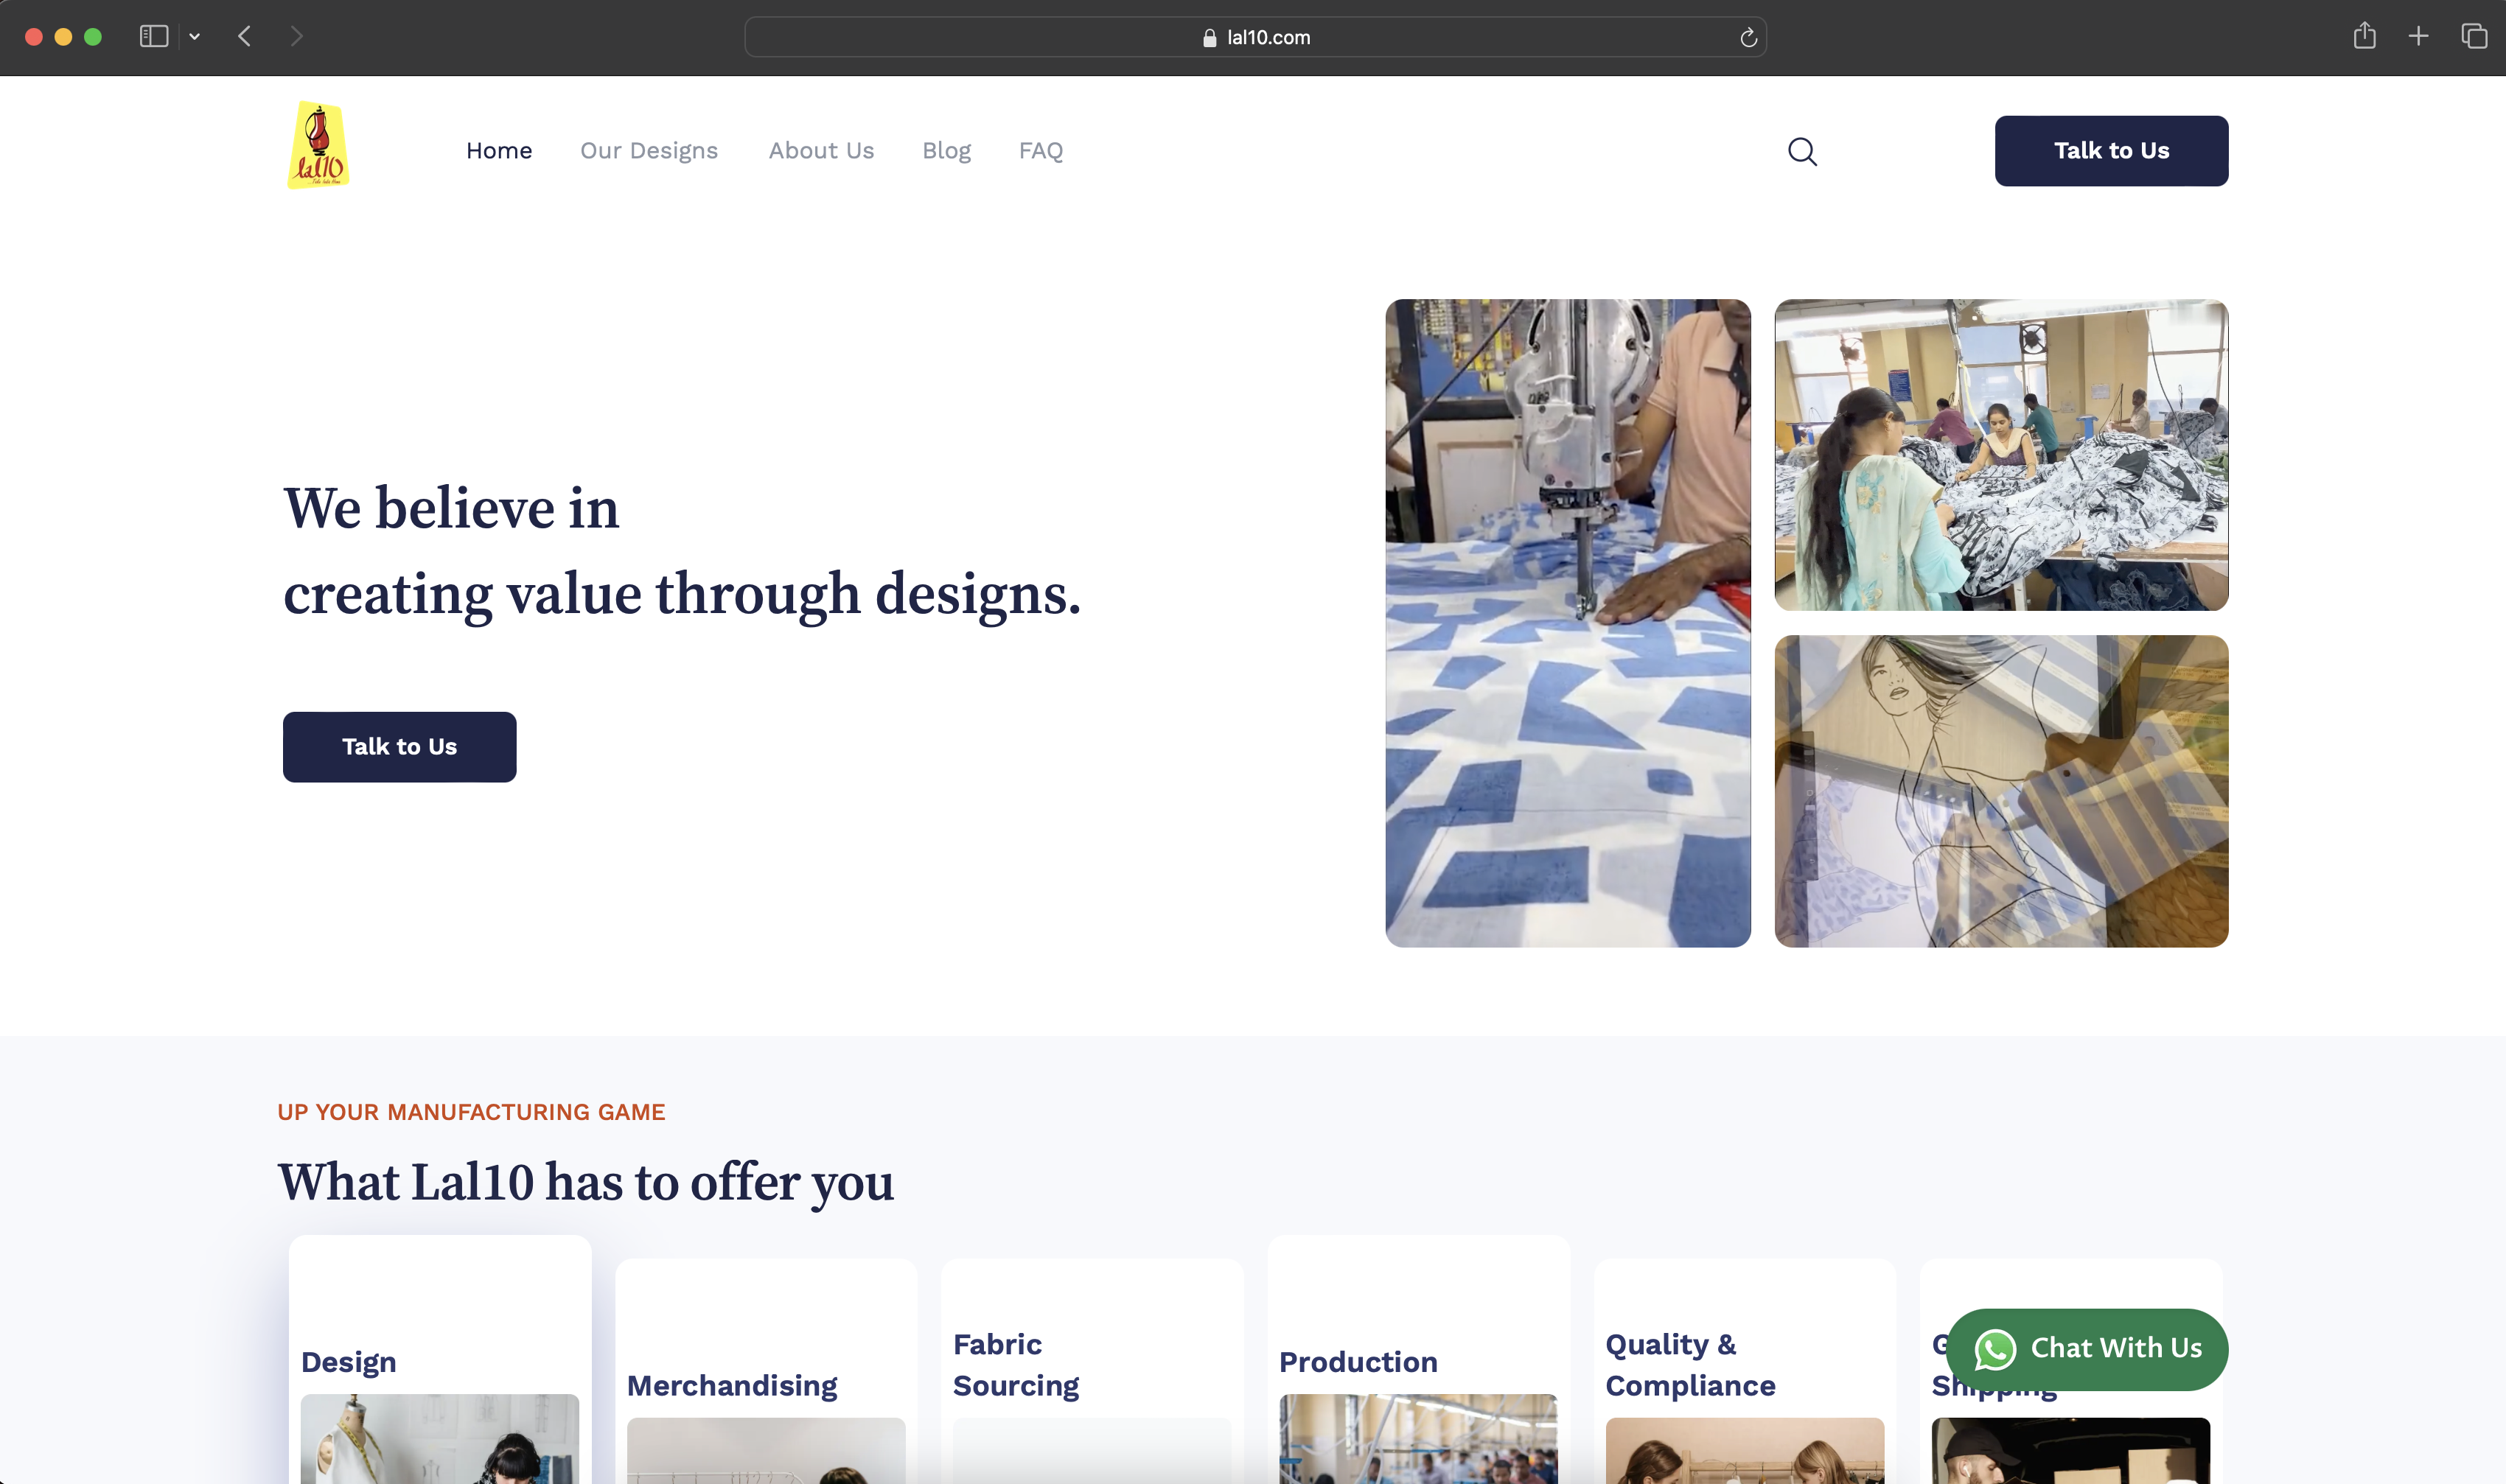 lal10.com
lal10
Home
Our Designs
About Us
Blog
FAQ
Talk to Us
We believe in
creating value through designs.
Talk to Us
UP YOUR MANUFACTURING GAME
What Lal10 has to offer you
Design
Merchandising
Fabric
Sourcing
Production
Quality &
Compliance
Shipping
Chat With Us